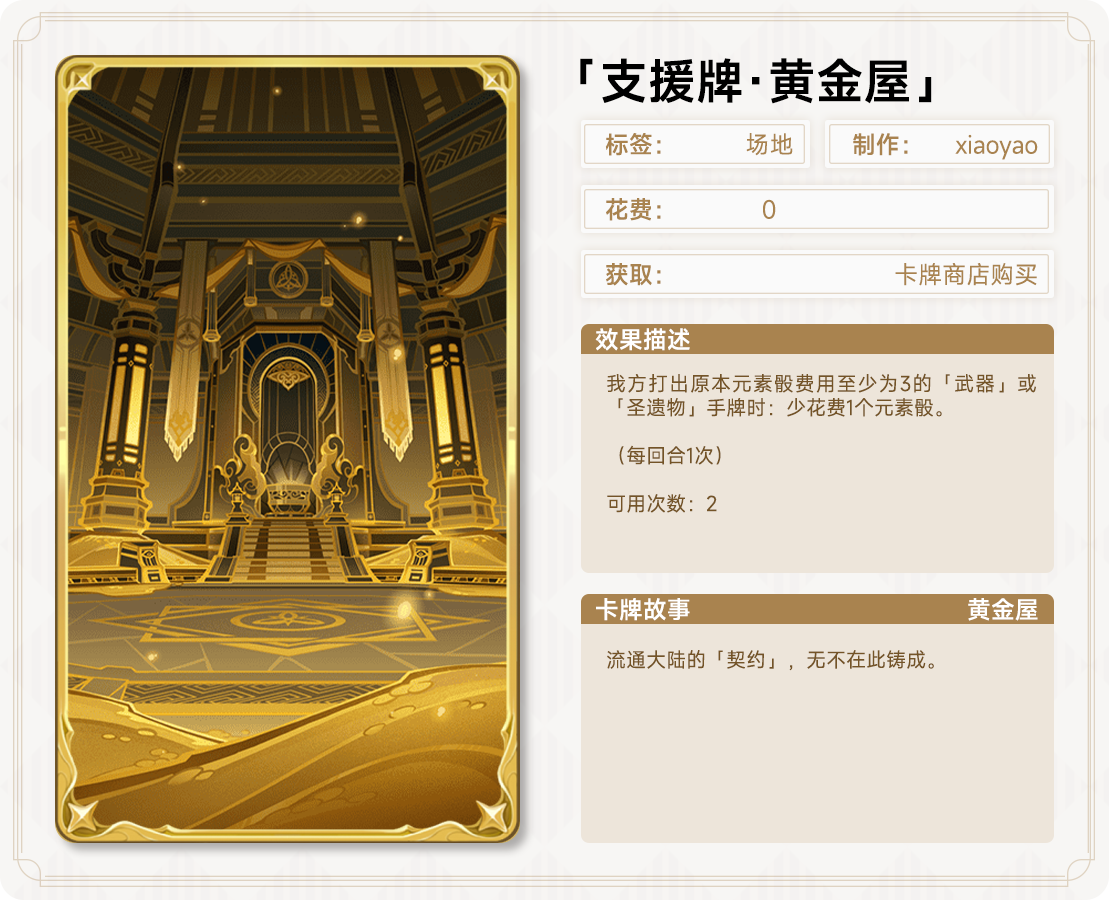 「支援牌·黄金屋」
标签： 场地 制作： xiaoyao
花费： 0
获取： 卡牌商店购买
效果描述
我方打出原本元素骰费用至少为3的「武器」或
「圣遗物」手牌时：少花费1个元素骰。
（每回合1次）
可用次数：2
卡牌故事 黄金屋
流通大陆的「契约」，无不在此铸成。